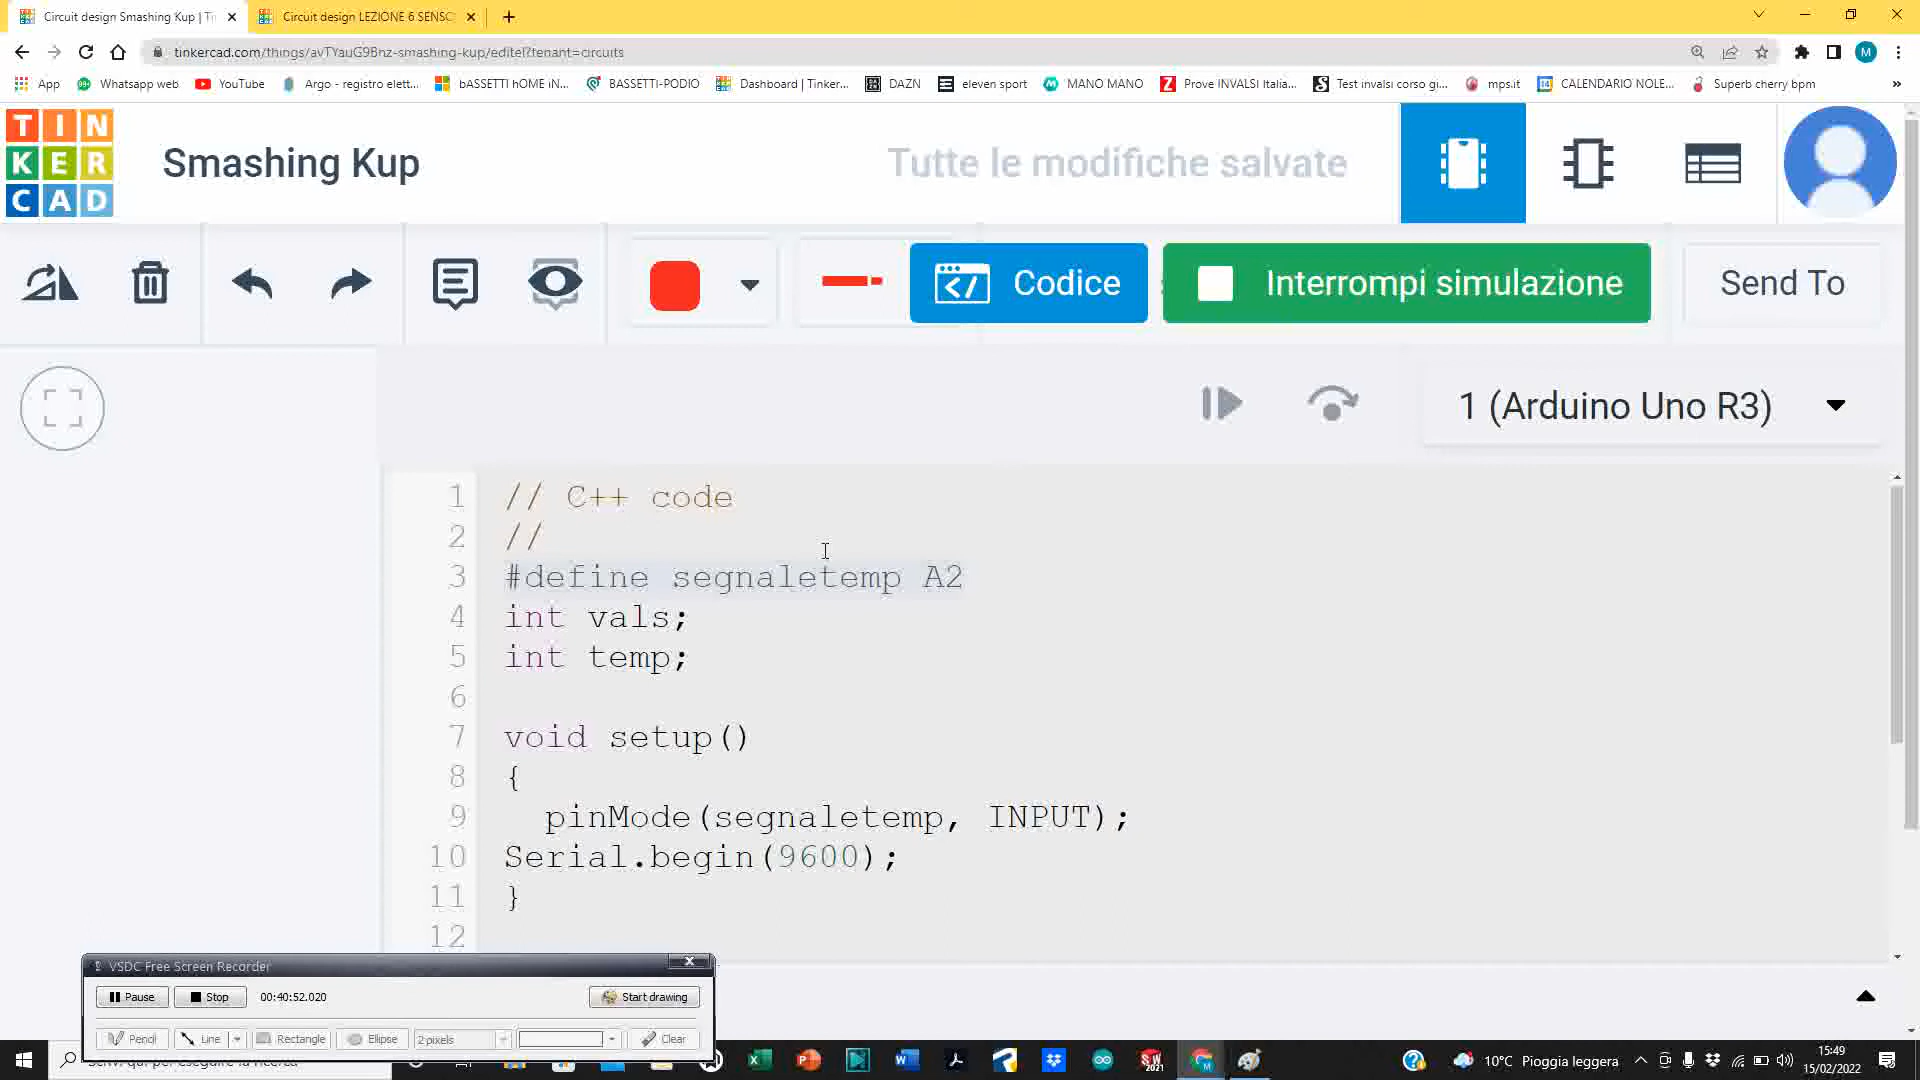 Circuit design Smashing Kup | Ti
Circuit design LEZIONE 6 SENSO
tinkercad.com/things/avTYauG9Bnz-smashing-kup/editel?tenant=circuits
App
Whatsapp web
YouTube
Argo - registro elett...
bASSETTI hOME iN...
BASSETTI-PODIO
Dashboard | Tinker...
DAZN
eleven sport
MANO MANO
Prove INVALSI Italia...
Test invalsi corso gi...
mps.it
CALENDARIO NOLE...
Superb cherry bpm
»
M
TIN
KER
CAD
Smashing Kup
Tutte le modifiche salvate
Codice
Interrompi simulazione
Send To
1 (Arduino Uno R3)
1 // C++ code
2 //
3 #define segnaletemp A2
4 int vals;
5 int temp;
6
7 void setup()
8 {
9 pinMode(segnaletemp, INPUT);
10 Serial.begin(9600);
11 }
12
VSDC Free Screen Recorder
Pause
Stop
00:40:52.020
Start drawing
Pencil
Line
Rectangle
Ellipse
2 pixels
Clear
10°C Pioggia leggera
15:49
15/02/2022